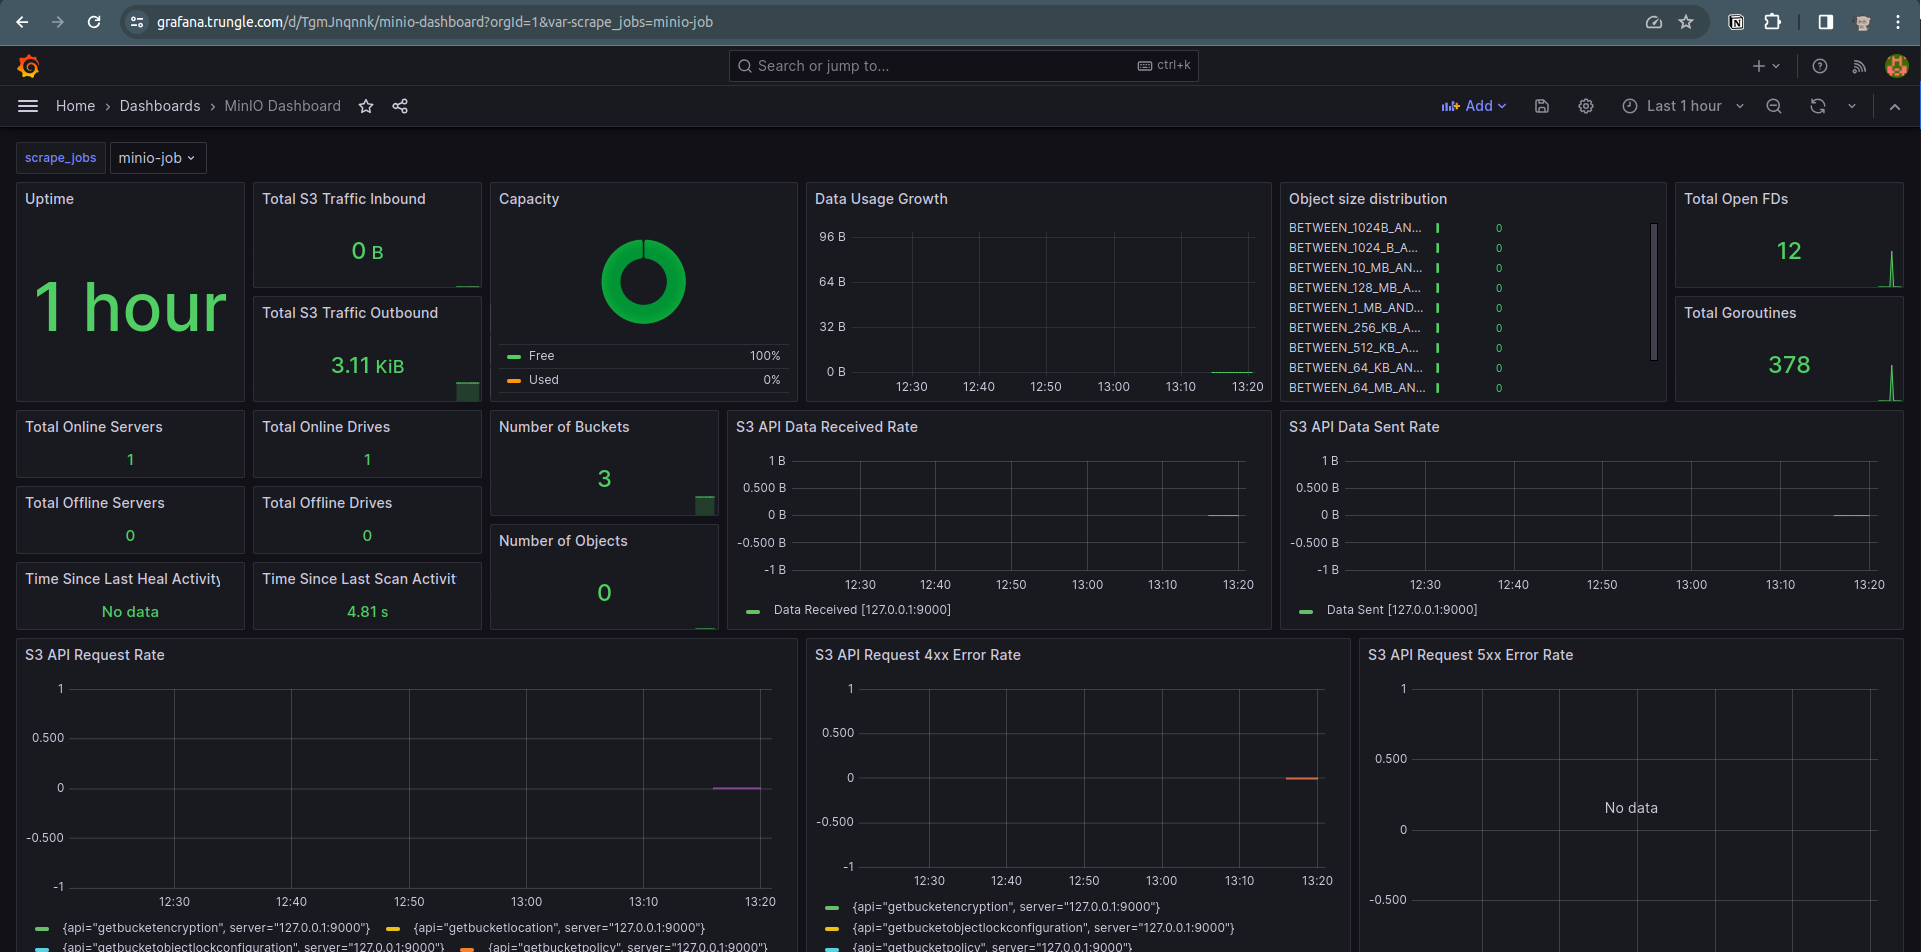 grafana.trungle.com/d/TgmJnqnnk/minio-dashboard?orgId=1&var-scrape_jobs=minio-job
Search or jump to...
ctrl+k
Home › Dashboards › MinIO Dashboard
Add
Last 1 hour
scrape_jobs
minio-job
Uptime
1 hour
Total S3 Traffic Inbound
0 B
Total S3 Traffic Outbound
3.11 KiB
Capacity
Free 100%
Used 0%
Data Usage Growth
96 B
64 B
32 B
0 B
12:30 12:40 12:50 13:00 13:10 13:20
Object size distribution
BETWEEN_1024B_AN... 0
BETWEEN_1024_B_A... 0
BETWEEN_10_MB_AN... 0
BETWEEN_128_MB_A... 0
BETWEEN_1_MB_AND... 0
BETWEEN_256_KB_A... 0
BETWEEN_512_KB_A... 0
BETWEEN_64_KB_AN... 0
BETWEEN_64_MB_AN... 0
Total Open FDs
12
Total Goroutines
378
Total Online Servers
1
Total Online Drives
1
Total Offline Servers
0
Total Offline Drives
0
Time Since Last Heal Activity
No data
Time Since Last Scan Activit
4.81 s
Number of Buckets
3
Number of Objects
0
S3 API Data Received Rate
1 B
0.500 B
0 B
-0.500 B
-1 B
12:30 12:40 12:50 13:00 13:10 13:20
Data Received [127.0.0.1:9000]
S3 API Data Sent Rate
1 B
0.500 B
0 B
-0.500 B
-1 B
12:30 12:40 12:50 13:00 13:10 13:20
Data Sent [127.0.0.1:9000]
S3 API Request Rate
1
0.500
0
-0.500
-1
12:30 12:40 12:50 13:00 13:10 13:20
{api="getbucketencryption", server="127.0.0.1:9000"} {api="getbucketlocation", server="127.0.0.1:9000"}
{api="getbucketobjectlockconfiguration", server="127.0.0.1:9000"} {api="getbucketpolicy", server="127.0.0.1:9000"}
S3 API Request 4xx Error Rate
1
0.500
0
-0.500
-1
12:30 12:40 12:50 13:00 13:10 13:20
{api="getbucketencryption", server="127.0.0.1:9000"}
{api="getbucketobjectlockconfiguration", server="127.0.0.1:9000"}
{api="getbucketpolicy", server="127.0.0.1:9000"}
S3 API Request 5xx Error Rate
1
0.500
No data
0
-0.500